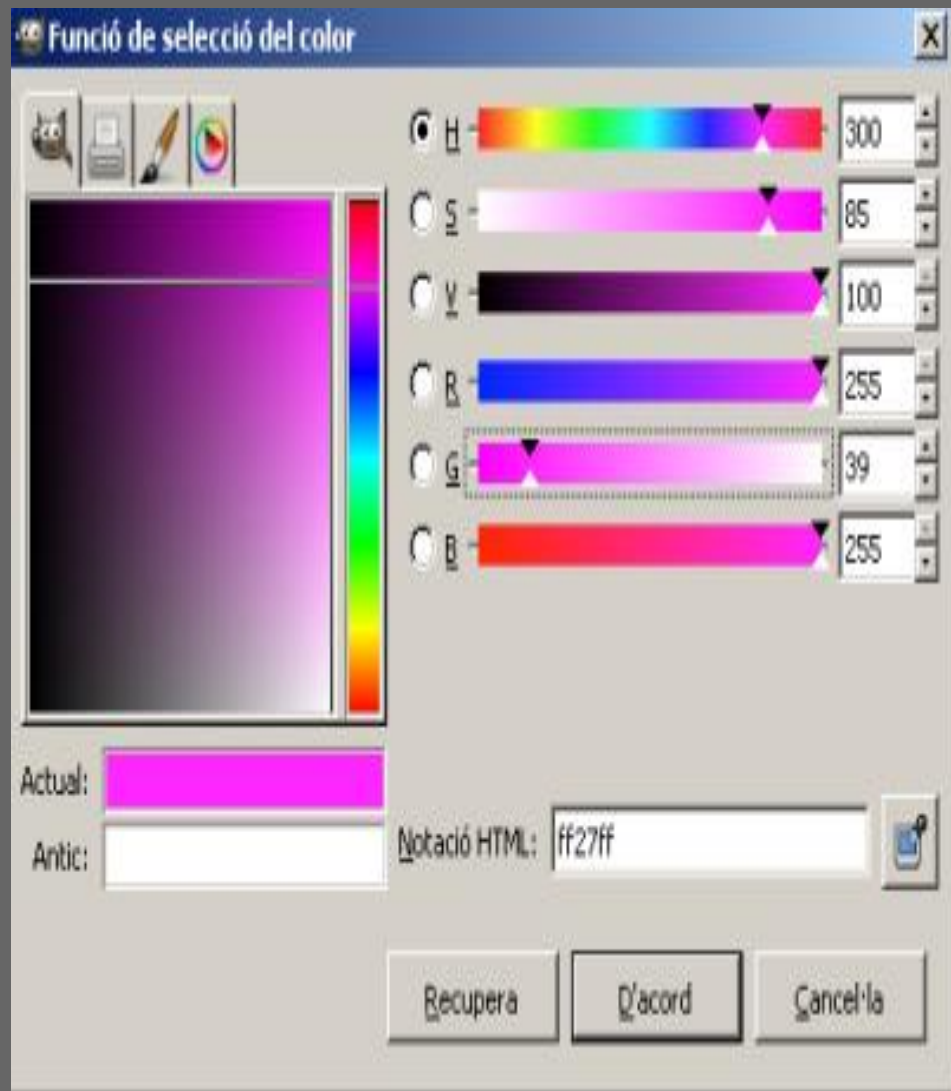 Funció de selecció del color
H 300
S 85
V 100
R 255
G 39
B 255
Actual:
Antic:
Notació HTML: ff27ff
Recupera D'acord Cancel·la